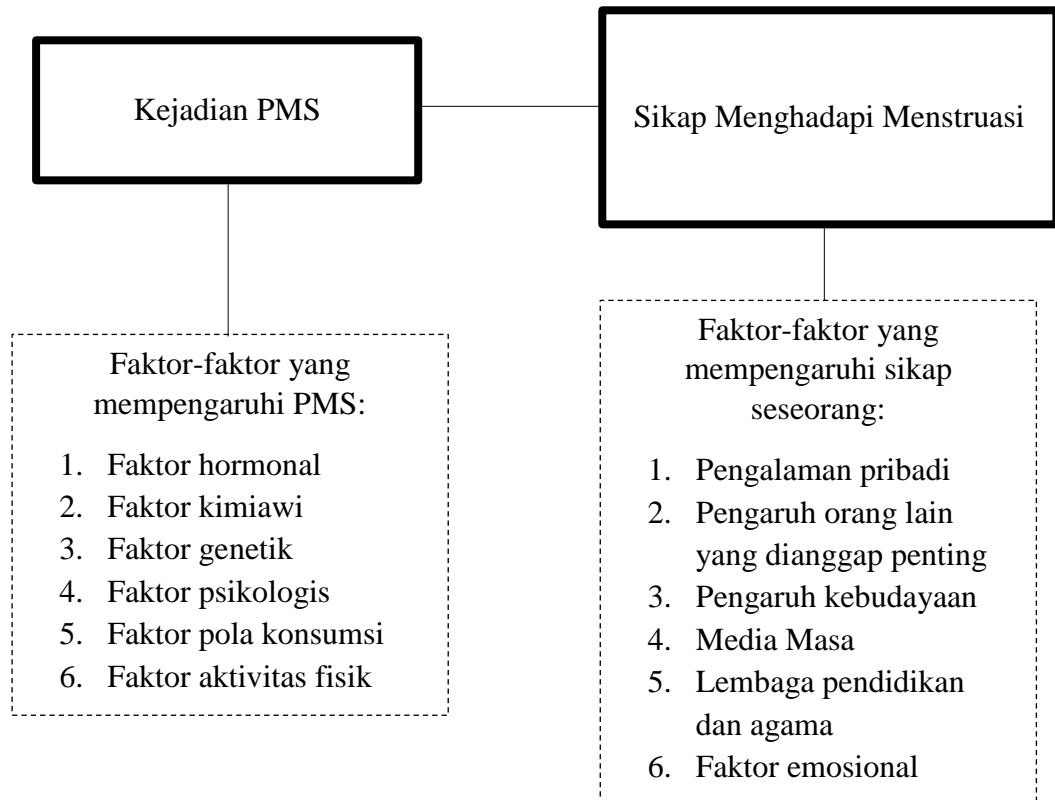 Kejadian PMS
Sikap Menghadapi Menstruasi
Faktor-faktor yang
mempengaruhi PMS:
1. Faktor hormonal
2. Faktor kimiawi
3. Faktor genetik
4. Faktor psikologis
5. Faktor pola konsumsi
6. Faktor aktivitas fisik
Faktor-faktor yang
mempengaruhi sikap
seseorang:
1. Pengalaman pribadi
2. Pengaruh orang lain
yang dianggap penting
3. Pengaruh kebudayaan
4. Media Masa
5. Lembaga pendidikan
dan agama
6. Faktor emosional